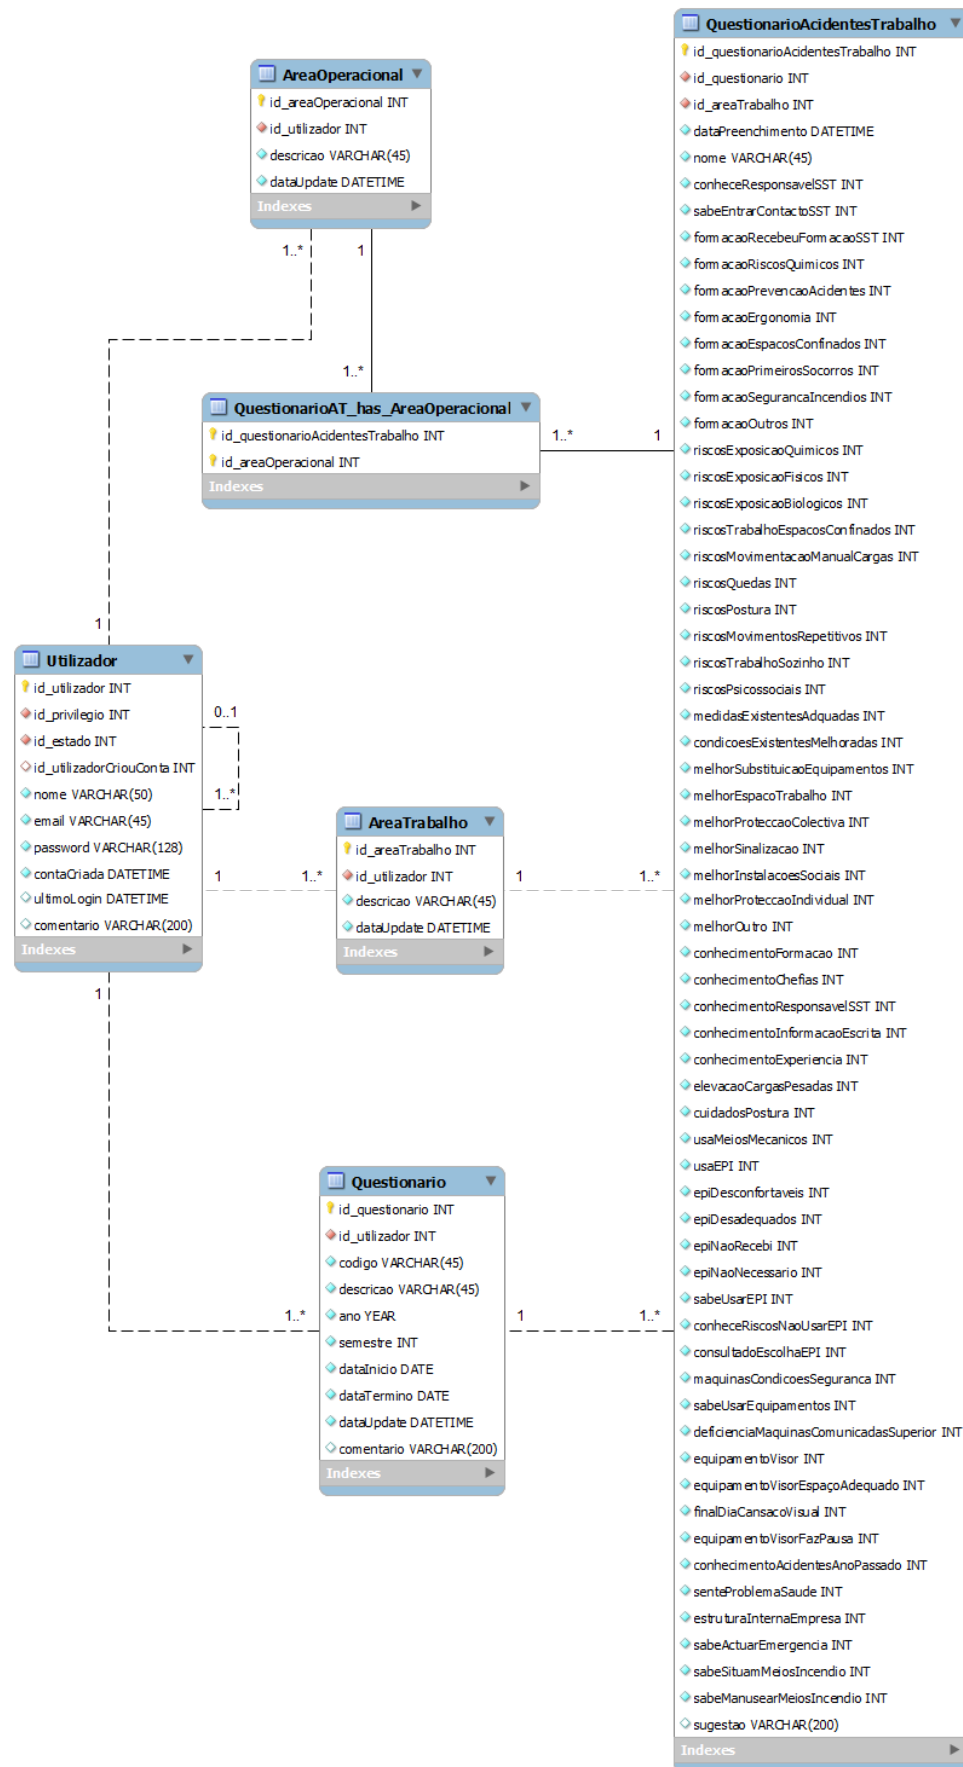 AreaOperacional
id_areaOperacional INT
id_utilizador INT
descricao VARCHAR(45)
dataUpdate DATETIME
Indexes
1..*
1
1..*
QuestionarioAT_has_AreaOperacional
id_questionarioAcidentesTrabalho INT
id_areaOperacional INT
Indexes
1..*
1
1
Utilizador
id_utilizador INT
id_privilegio INT
id_estado INT
id_utilizadorCriouConta INT
nome VARCHAR(50)
email VARCHAR(45)
password VARCHAR(128)
contaCriada DATETIME
ultimoLogin DATETIME
comentario VARCHAR(200)
Indexes
0..1
1..*
1
1..*
AreaTrabalho
id_areaTrabalho INT
id_utilizador INT
descricao VARCHAR(45)
dataUpdate DATETIME
Indexes
1
1..*
1
1..*
Questionario
id_questionario INT
id_utilizador INT
codigo VARCHAR(45)
descricao VARCHAR(45)
ano YEAR
semestre INT
dataInicio DATE
dataTermino DATE
dataUpdate DATETIME
comentario VARCHAR(200)
Indexes
1
1..*
QuestionarioAcidentesTrabalho
id_questionarioAcidentesTrabalho INT
id_questionario INT
id_areaTrabalho INT
dataPreenchimento DATETIME
nome VARCHAR(45)
conheceResponsavelSST INT
sabeEntrarContactoSST INT
formacaoRecebeuFormacaoSST INT
formacaoRiscosQuimicos INT
formacaoPrevencaoAcidentes INT
formacaoErgonomia INT
formacaoEspacosConfinados INT
formacaoPrimeirosSocorros INT
formacaoSegurancaIncendios INT
formacaoOutros INT
riscosExposicaoQuimicos INT
riscosExposicaoFisicos INT
riscosExposicaoBiologicos INT
riscosTrabalhoEspacosConfinados INT
riscosMovimentacaoManualCargas INT
riscosQuedas INT
riscosPostura INT
riscosMovimentosRepetitivos INT
riscosTrabalhoSozinho INT
riscosPsicossociais INT
medidasExistentesAdquadas INT
condicoesExistentesMelhoradas INT
melhorSubstituicaoEquipamentos INT
melhorEspacoTrabalho INT
melhorProteccaoColectiva INT
melhorSinalizacao INT
melhorInstalacoesSociais INT
melhorProteccaoIndividual INT
melhorOutro INT
conhecimentoFormacao INT
conhecimentoChefias INT
conhecimentoResponsavelSST INT
conhecimentoInformacaoEscrita INT
conhecimentoExperiencia INT
elevacaoCargasPesadas INT
cuidadosPostura INT
usaMeiosMecanicos INT
usaEPI INT
epiDesconfortaveis INT
epiDesadequados INT
epiNaoRecebi INT
epiNaoNecessario INT
sabeUsarEPI INT
conheceRiscosNaoUsarEPI INT
consultadoEscolhaEPI INT
maquinasCondicoesSeguranca INT
sabeUsarEquipamentos INT
deficienciaMaquinasComunicadasSuperior INT
equipamentoVisor INT
equipamentoVisorEspaçoAdequado INT
finalDiaCansacoVisual INT
equipamentoVisorFazPausa INT
conhecimentoAcidentesAnoPassado INT
senteProblemaSaude INT
estruturaInternaEmpresa INT
sabeActuarEmergencia INT
sabeSituamMeiosIncendio INT
sabeManusearMeiosIncendio INT
sugestao VARCHAR(200)
Indexes